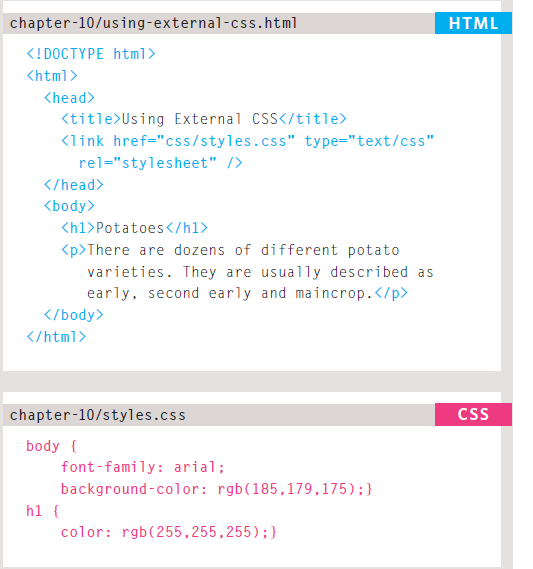 chapter-10/using-external-css.html HTML
<!DOCTYPE html>
<html>
  <head>
    <title>Using External CSS</title>
    <link href="css/styles.css" type="text/css"
      rel="stylesheet" />
  </head>
  <body>
    <h1>Potatoes</h1>
    <p>There are dozens of different potato
       varieties. They are usually described as
       early, second early and maincrop.</p>
  </body>
</html>
chapter-10/styles.css CSS
body {
    font-family: arial;
    background-color: rgb(185,179,175);}
h1 {
    color: rgb(255,255,255);}